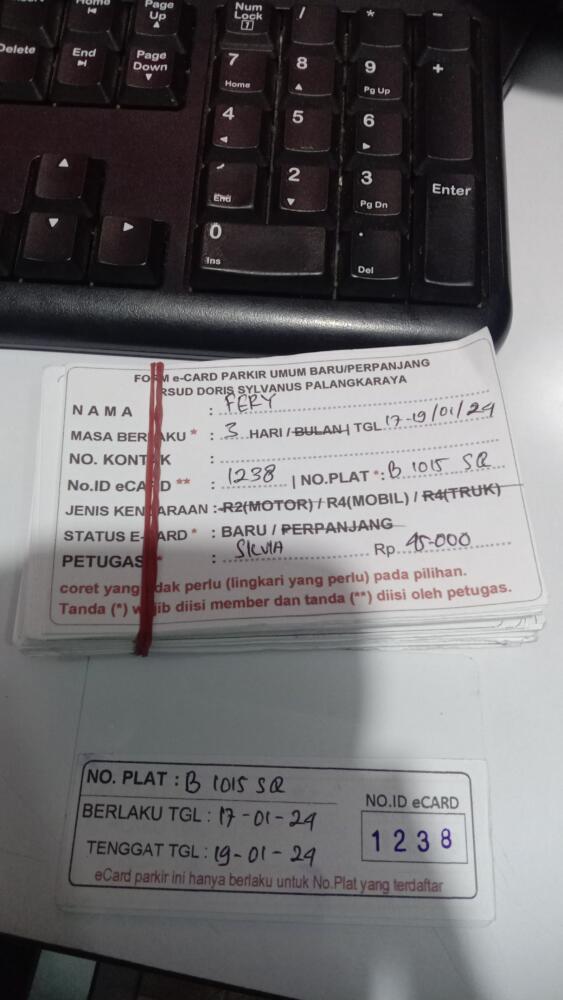 Home
Page Up
Num Lock
/
*
-
Delete
End
Page Down
7 Home
8
9 Pg Up
+
4
5
6
End
2
3 Pg Dn
Enter
0 Ins
. Del
FORM e-CARD PARKIR UMUM BARU/PERPANJANG
RSUD DORIS SYLVANUS PALANGKARAYA
NAMA : FERY
MASA BERLAKU * : 3 HARI / BULAN | TGL 17-19/01/24
NO. KONTAK :
No.ID eCARD ** : 1238 | NO.PLAT * : B 1015 SQ
JENIS KENDARAAN : R2(MOTOR) / R4(MOBIL) / R4(TRUK)
STATUS E-CARD * : BARU / PERPANJANG
PETUGAS : SILVIA Rp. 45.000
coret yang tidak perlu (lingkari yang perlu) pada pilihan.
Tanda (*) wajib diisi member dan tanda (**) diisi oleh petugas.
NO. PLAT : B 1015 SQ
BERLAKU TGL : 17-01-24
TENGGAT TGL : 19-01-24
NO.ID eCARD
1238
eCard parkir ini hanya berlaku untuk No.Plat yang terdaftar